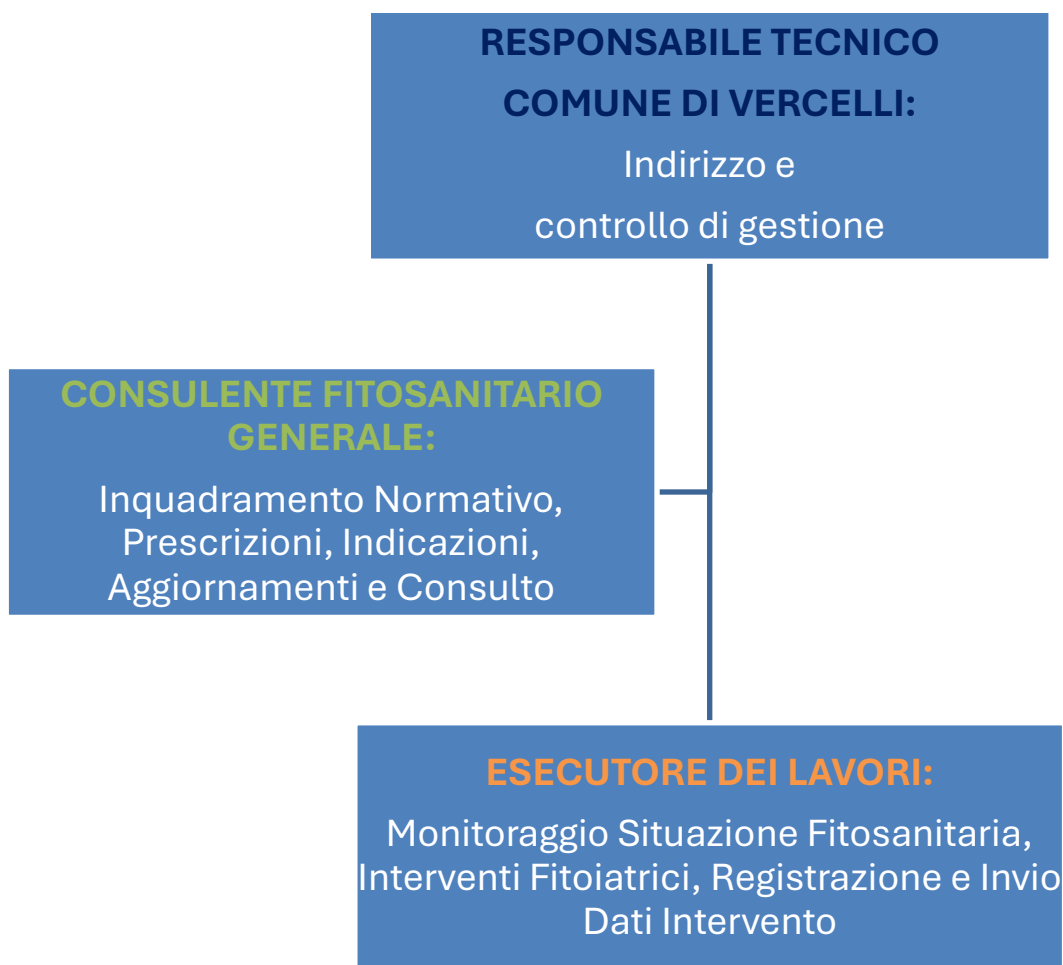 RESPONSABILE TECNICO
COMUNE DI VERCELLI:
Indirizzo e
controllo di gestione
CONSULENTE FITOSANITARIO
GENERALE:
Inquadramento Normativo,
Prescrizioni, Indicazioni,
Aggiornamenti e Consulto
ESECUTORE DEI LAVORI:
Monitoraggio Situazione Fitosanitaria,
Interventi Fitoiatrici, Registrazione e Invio
Dati Intervento